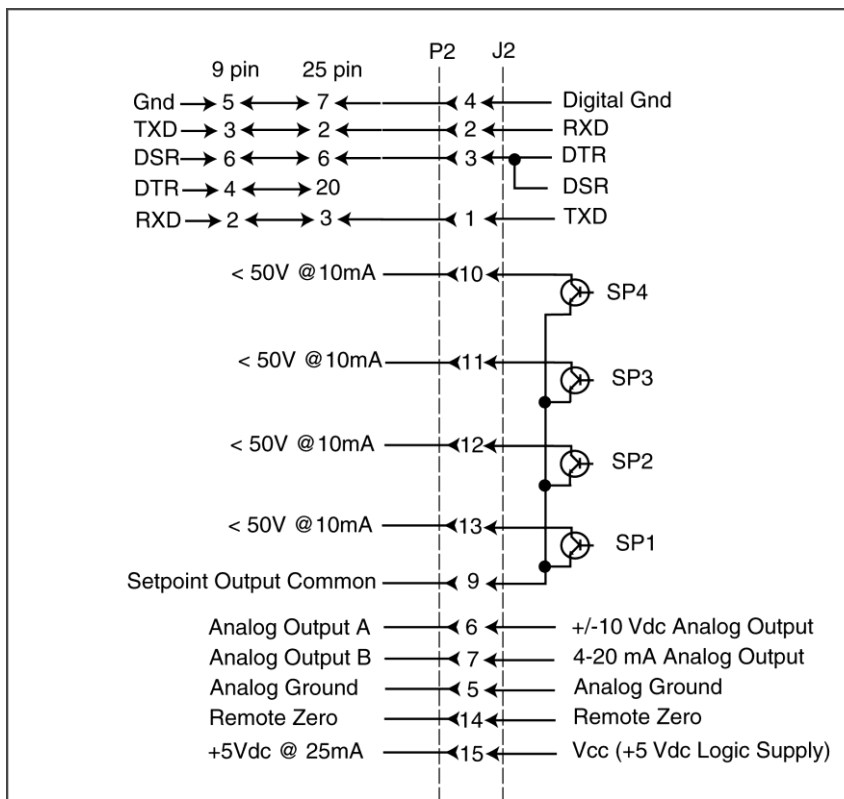 P2 J2
9 pin 25 pin
Gnd 5 7 4 Digital Gnd
TXD 3 2 2 RXD
DSR 6 6 3 DTR
DSR
DTR 4 20
RXD 2 3 1 TXD
< 50V @10mA 10 SP4
< 50V @10mA 11 SP3
< 50V @10mA 12 SP2
< 50V @10mA 13 SP1
Setpoint Output Common 9
Analog Output A 6 +/-10 Vdc Analog Output
Analog Output B 7 4-20 mA Analog Output
Analog Ground 5 Analog Ground
Remote Zero 14 Remote Zero
+5Vdc @ 25mA 15 Vcc (+5 Vdc Logic Supply)